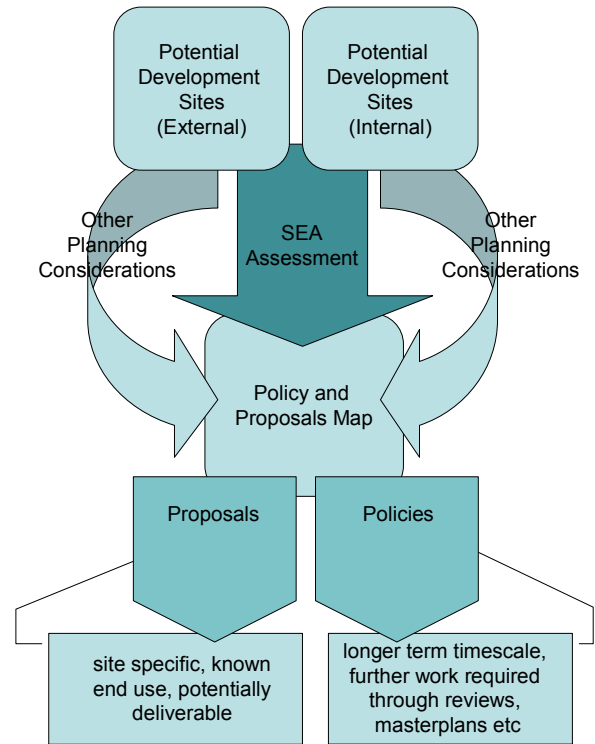 Potential
Development
Sites
(External)
Potential
Development
Sites
(Internal)
Other
Planning
Considerations
SEA
Assessment
Other
Planning
Considerations
Policy and
Proposals Map
Proposals
Policies
site specific, known
end use, potentially
deliverable
longer term timescale,
further work required
through reviews,
masterplans etc